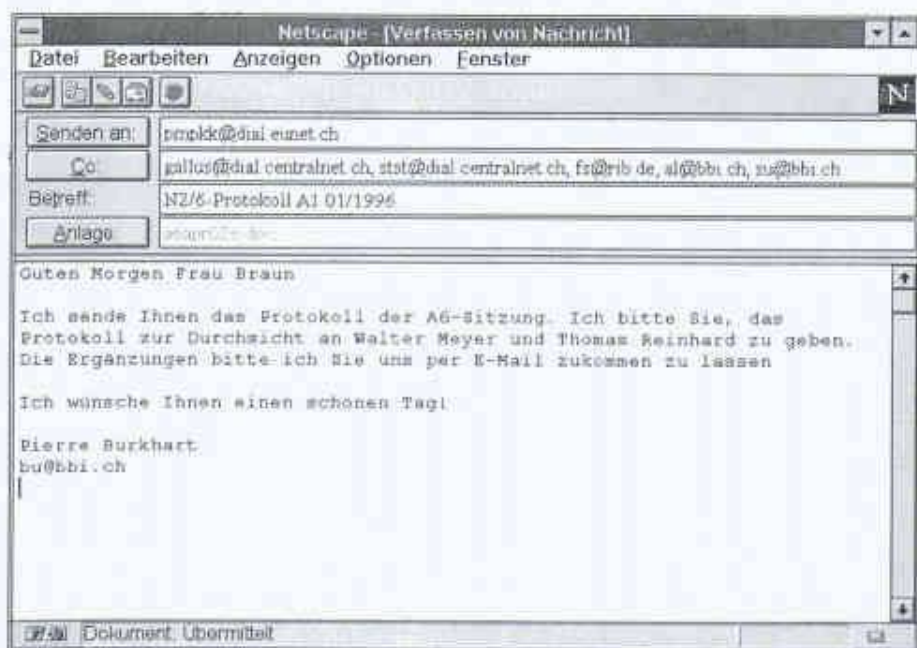 Netscape - [Verfassen von Nachricht]
Datei Bearbeiten Anzeigen Optionen Fenster
N
Senden an: pmpkk@dial.eunet.ch
Cc: gallus@dial.centralnet.ch, stst@dial.centralnet.ch, fs@rib.de, al@bbi.ch, zu@bbi.ch
Betreff: N2/6-Protokoll A1 01/1996
Anlage:
Guten Morgen Frau Braun
Ich sende Ihnen das Protokoll der A6-Sitzung. Ich bitte Sie, das
Protokoll zur Durchsicht an Walter Meyer und Thomas Reinhard zu geben.
Die Ergänzungen bitte ich Sie uns per E-Mail zukommen zu lassen
Ich wünsche Ihnen einen schönen Tag!
Pierre Burkhart
bu@bbi.ch
Dokument: Übermittelt